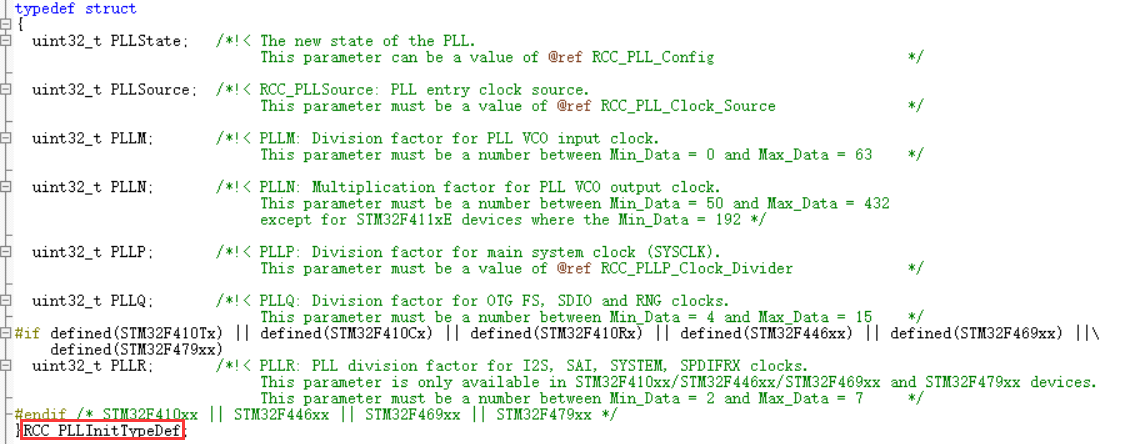 typedef struct
{
uint32_t PLLState; /*!< The new state of the PLL.
This parameter can be a value of @ref RCC_PLL_Config */
uint32_t PLLSource; /*!< RCC_PLLSource: PLL entry clock source.
This parameter must be a value of @ref RCC_PLL_Clock_Source */
uint32_t PLLM; /*!< PLLM: Division factor for PLL VCO input clock.
This parameter must be a number between Min_Data = 0 and Max_Data = 63 */
uint32_t PLLN; /*!< PLLN: Multiplication factor for PLL VCO output clock.
This parameter must be a number between Min_Data = 50 and Max_Data = 432
except for STM32F411xE devices where the Min_Data = 192 */
uint32_t PLLP; /*!< PLLP: Division factor for main system clock (SYSCLK).
This parameter must be a value of @ref RCC_PLLP_Clock_Divider */
uint32_t PLLQ; /*!< PLLQ: Division factor for OTG FS, SDIO and RNG clocks.
This parameter must be a number between Min_Data = 4 and Max_Data = 15 */
#if defined(STM32F410Tx) || defined(STM32F410Cx) || defined(STM32F410Rx) || defined(STM32F446xx) || defined(STM32F469xx) ||\
defined(STM32F479xx)
uint32_t PLLR; /*!< PLLR: PLL division factor for I2S, SAI, SYSTEM, SPDIFRX clocks.
This parameter is only available in STM32F410xx/STM32F446xx/STM32F469xx and STM32F479xx devices.
This parameter must be a number between Min_Data = 2 and Max_Data = 7 */
#endif /* STM32F410xx || STM32F446xx || STM32F469xx || STM32F479xx */
}RCC_PLLInitTypeDef;